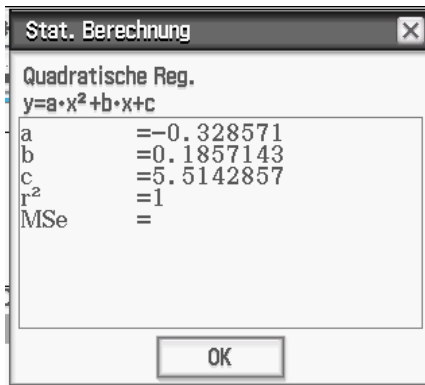 Stat. Berechnung
Quadratische Reg.
y=a·x²+b·x+c
a =-0.328571
b =0.1857143
c =5.5142857
r² =1
MSe =
OK